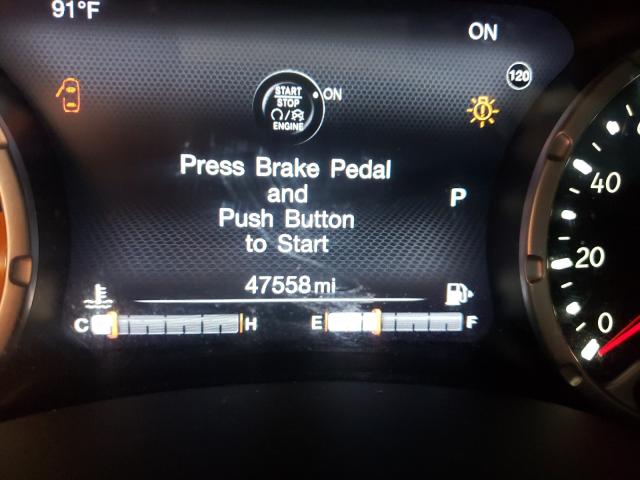 91°F
ON
120
START
STOP
ENGINE
ON
Press Brake Pedal
and
Push Button
to Start
P
47558 mi
C H
E F
40
20
0